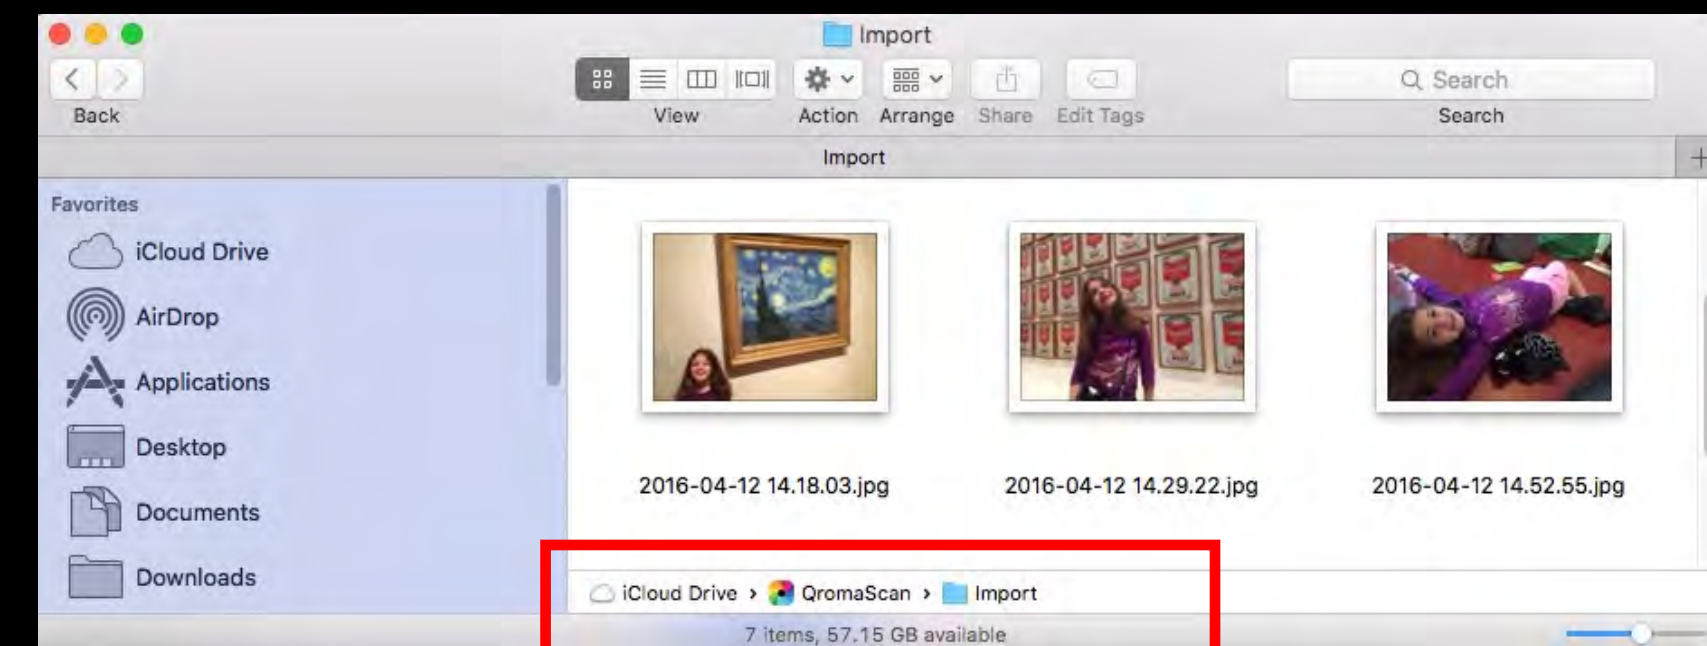 Import
Search
Back
View
Action
Arrange
Share
Edit Tags
Search
Import
Favorites
iCloud Drive
AirDrop
Applications
Desktop
Documents
Downloads
2016-04-12 14.18.03.jpg
2016-04-12 14.29.22.jpg
2016-04-12 14.52.55.jpg
iCloud Drive › QromaScan › Import
7 items, 57.15 GB available